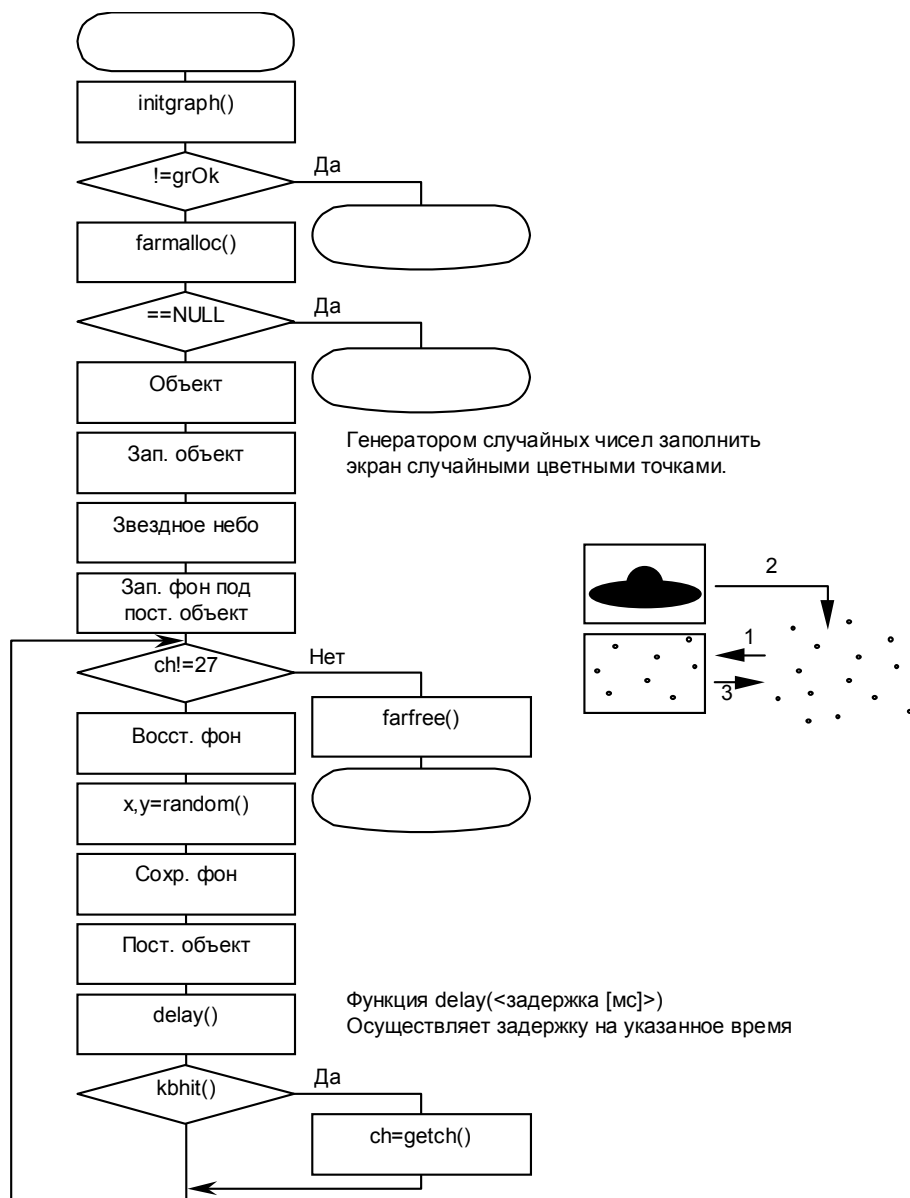 initgraph()
!=grOk
Да
farmalloc()
==NULL
Да
Объект
Зап. объект
Генератором случайных чисел заполнить
экран случайными цветными точками.
Звездное небо
Зап. фон под
пост. объект
2
1
3
ch!=27
Нет
farfree()
Восст. фон
x,y=random()
Сохр. фон
Пост. объект
Функция delay(<задержка [мс]>)
Осуществляет задержку на указанное время
delay()
kbhit()
Да
ch=getch()